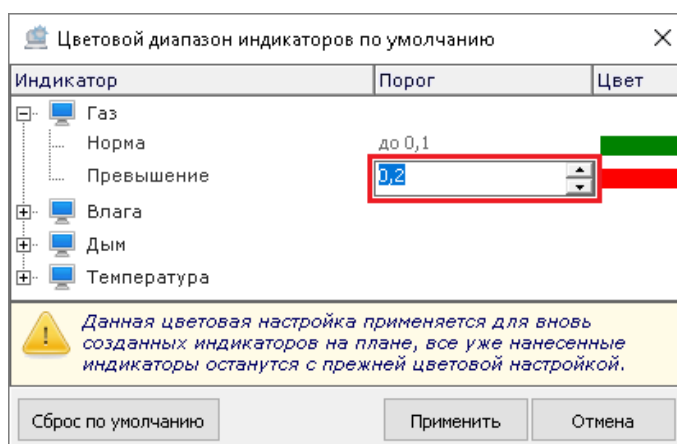 Цветовой диапазон индикаторов по умолчанию
Индикатор Порог Цвет
Газ
Норма до 0,1
Превышение 0,2
Влага
Дым
Температура
Данная цветовая настройка применяется для вновь
созданных индикаторов на плане, все уже нанесенные
индикаторы останутся с прежней цветовой настройкой.
Сброс по умолчанию Применить Отмена